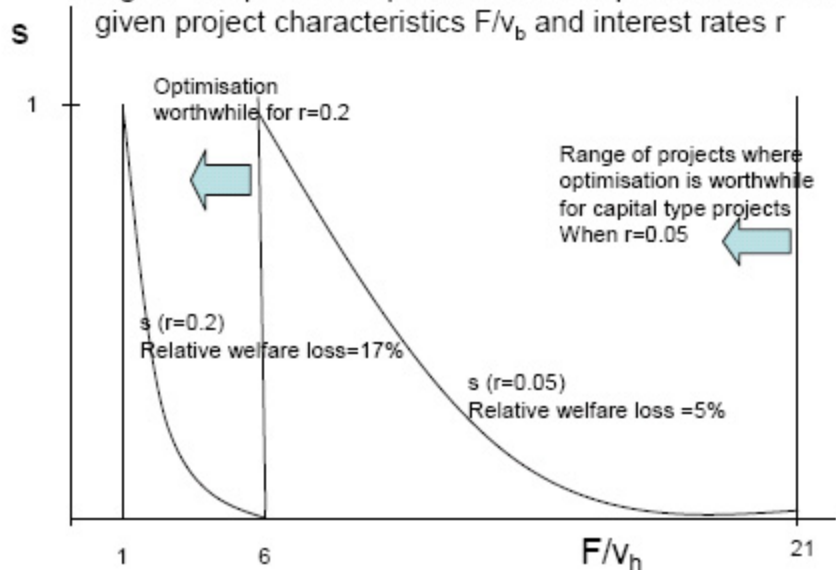 given project characteristics F/vb and interest rates r
s
1
Optimisation
worthwhile for r=0.2
Range of projects where
optimisation is worthwhile
for capital type projects
When r=0.05
s (r=0.2)
Relative welfare loss=17%
s (r=0.05)
Relative welfare loss =5%
1
6
F/vh
21